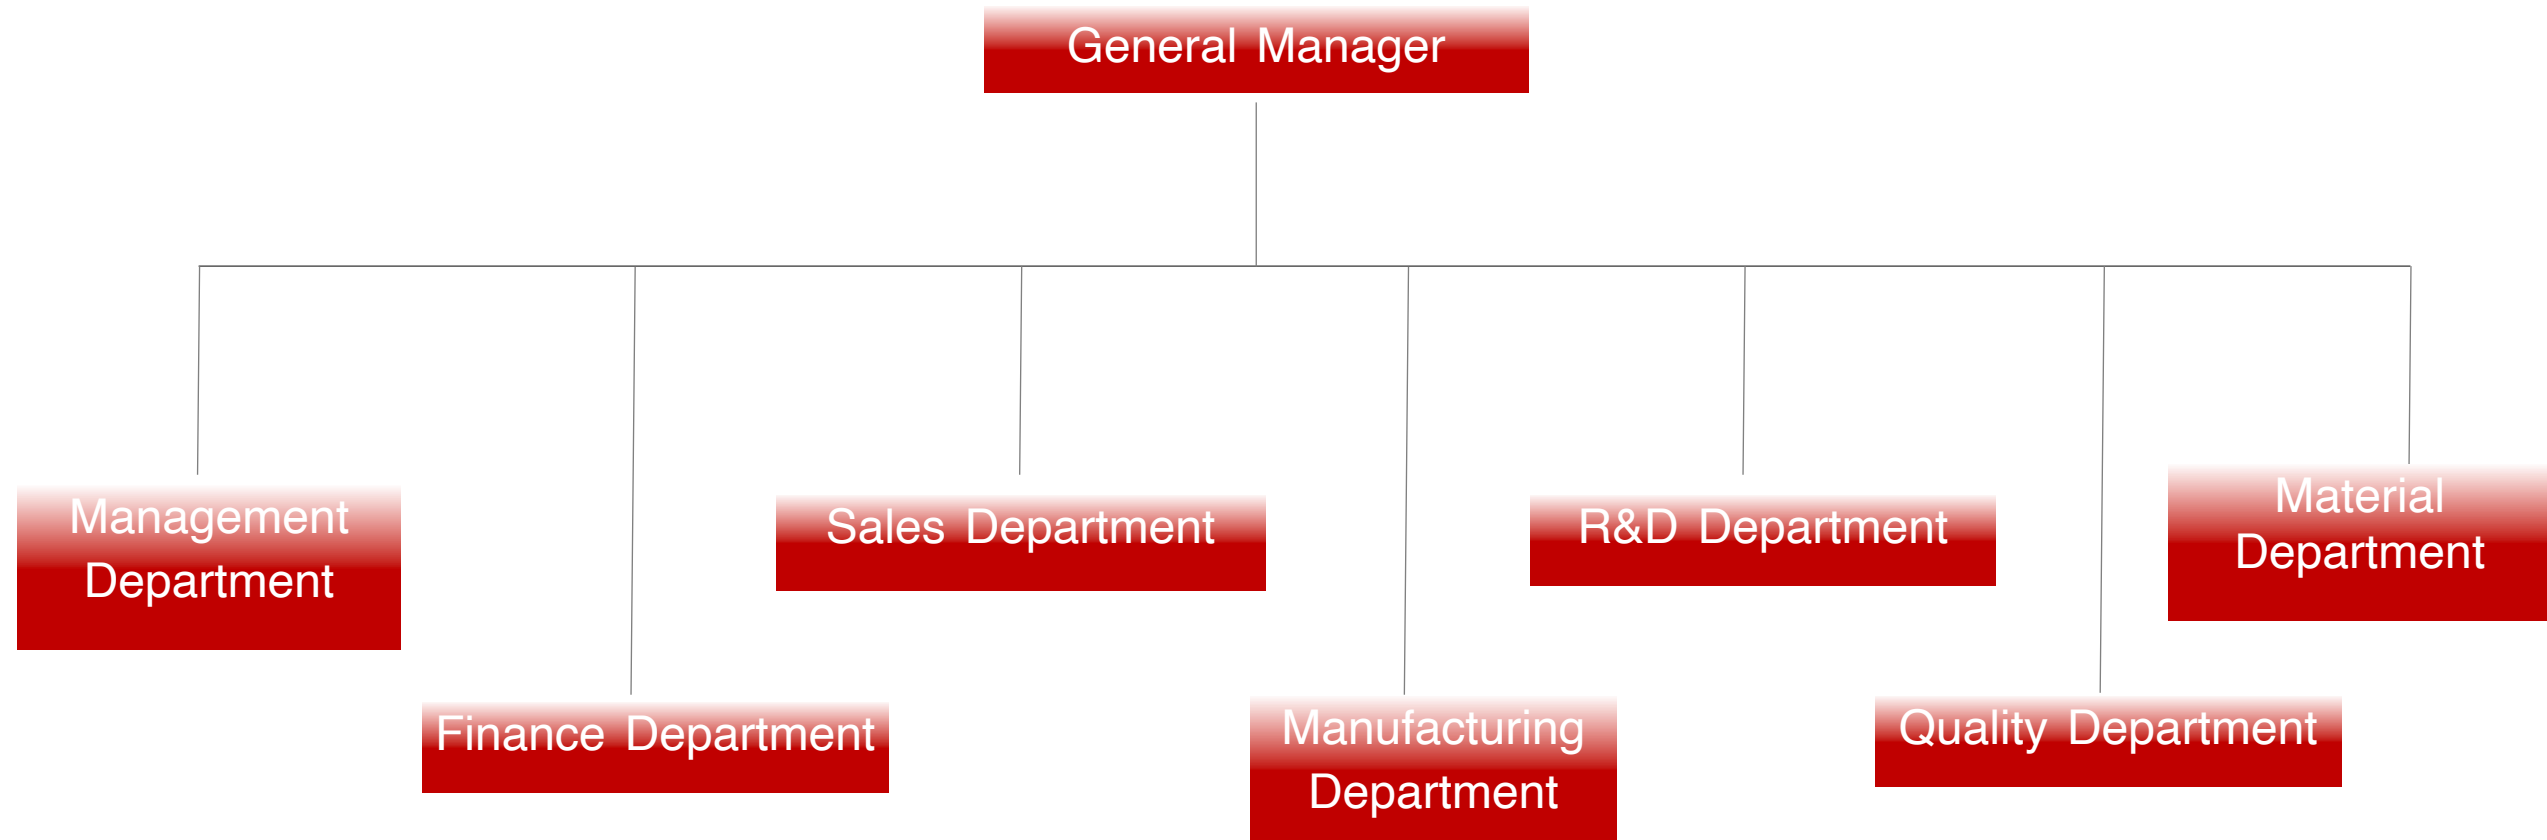 General Manager
Management
Department
Sales Department
R&D Department
Material
Department
Finance Department
Manufacturing
Department
Quality Department